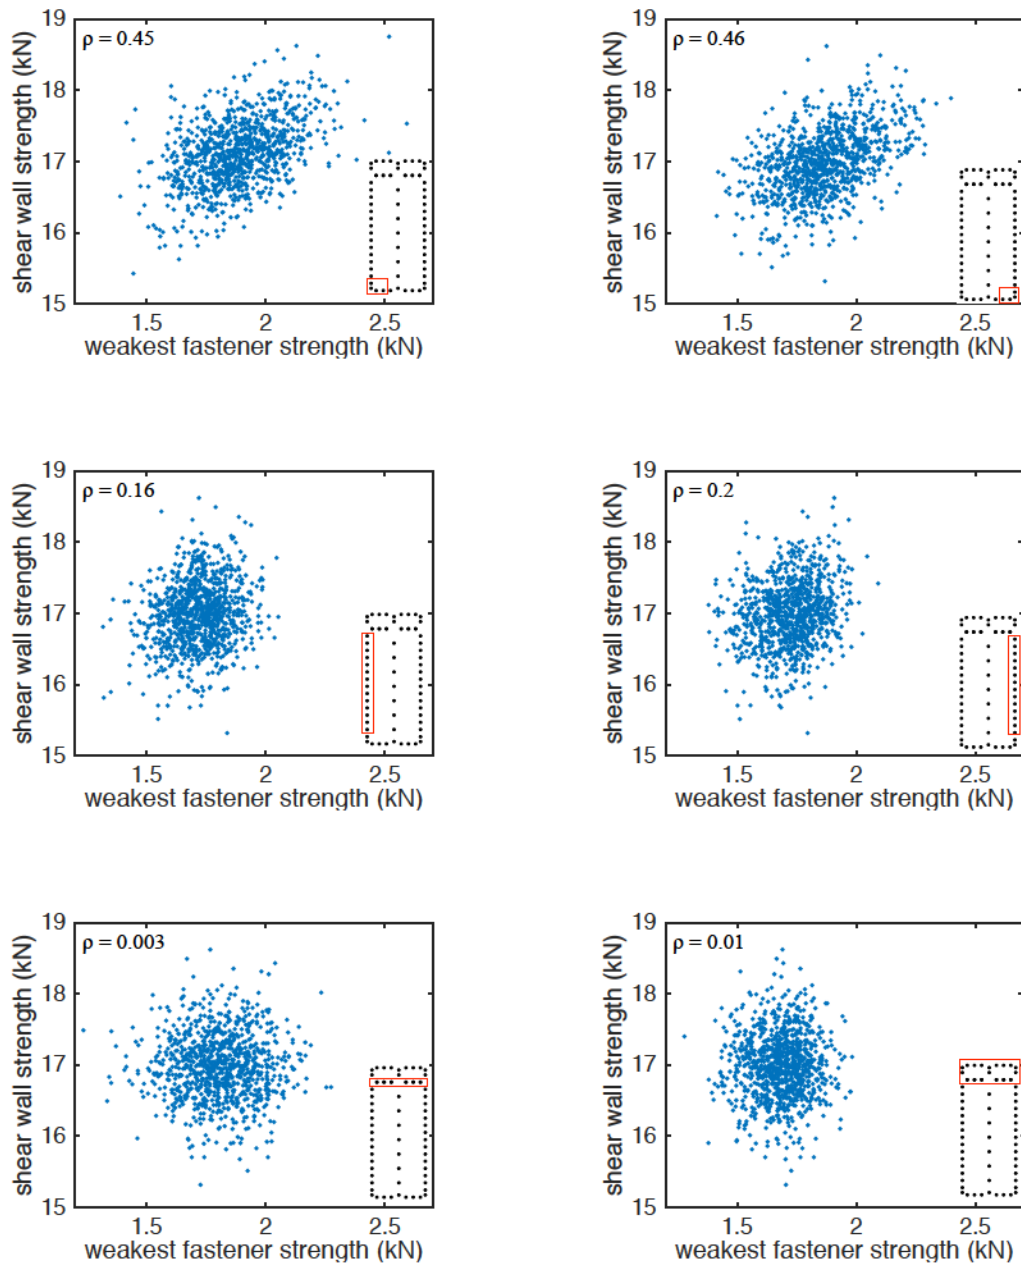 19
18
17
16
15
shear wall strength (kN)
ρ = 0.45
1.5 2 2.5
weakest fastener strength (kN)
19
18
17
16
15
shear wall strength (kN)
ρ = 0.46
1.5 2 2.5
weakest fastener strength (kN)
19
18
17
16
15
shear wall strength (kN)
ρ = 0.16
1.5 2 2.5
weakest fastener strength (kN)
19
18
17
16
15
shear wall strength (kN)
ρ = 0.2
1.5 2 2.5
weakest fastener strength (kN)
19
18
17
16
15
shear wall strength (kN)
ρ = 0.003
1.5 2 2.5
weakest fastener strength (kN)
19
18
17
16
15
shear wall strength (kN)
ρ = 0.01
1.5 2 2.5
weakest fastener strength (kN)